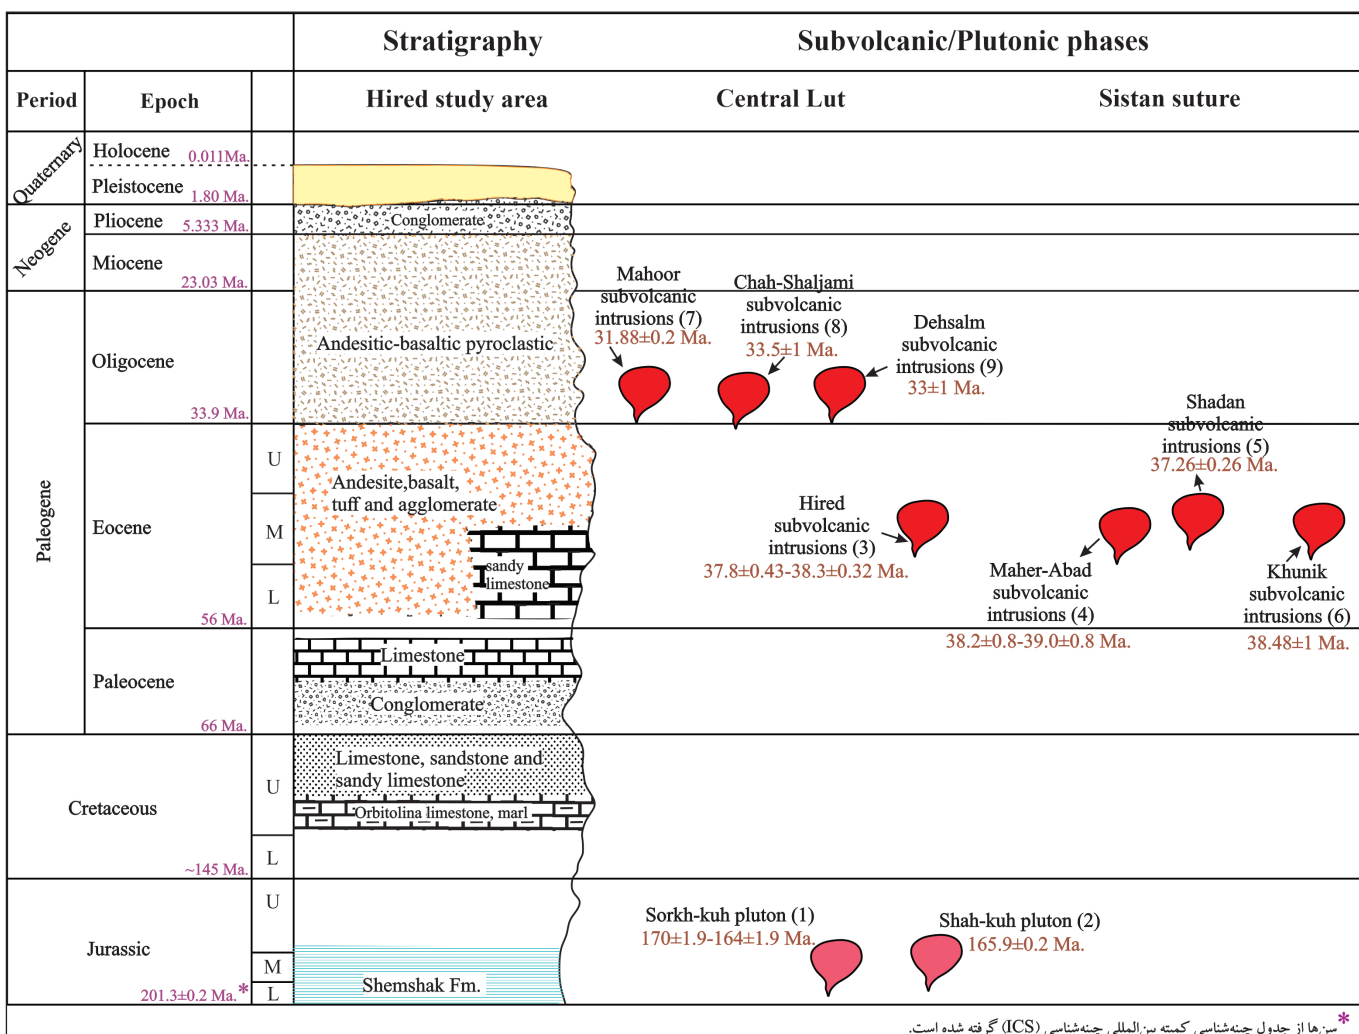 Stratigraphy
Subvolcanic/Plutonic phases
Period
Epoch
Hired study area
Central Lut
Sistan suture
Quaternary
Holocene
0.011Ma.
Pleistocene
1.80 Ma.
Neogene
Pliocene
5.333 Ma.
Conglomerate
Miocene
23.03 Ma.
Paleogene
Oligocene
33.9 Ma.
Andesitic-basaltic pyroclastic
Mahoor
subvolcanic
intrusions (7)
31.88±0.2 Ma.
Chah-Shaljami
subvolcanic
intrusions (8)
33.5±1 Ma.
Dehsalm
subvolcanic
intrusions (9)
33±1 Ma.
Eocene
56 Ma.
U
M
L
Andesite,basalt,
tuff and agglomerate
sandy
limestone
Hired
subvolcanic
intrusions (3)
37.8±0.43-38.3±0.32 Ma.
Shadan
subvolcanic
intrusions (5)
37.26±0.26 Ma.
Maher-Abad
subvolcanic
intrusions (4)
38.2±0.8-39.0±0.8 Ma.
Khunik
subvolcanic
intrusions (6)
38.48±1 Ma.
Paleocene
66 Ma.
Limestone
Conglomerate
Cretaceous
~145 Ma.
U
L
Limestone, sandstone and
sandy limestone
Orbitolina limestone, marl
Jurassic
201.3±0.2 Ma.*
U
M
L
Shemshak Fm.
Sorkh-kuh pluton (1)
170±1.9-164±1.9 Ma.
Shah-kuh pluton (2)
165.9±0.2 Ma.
*سن‌ها از جدول چینه‌شناسی کمیته بین‌المللی چینه‌شناسی (ICS) گرفته شده است.